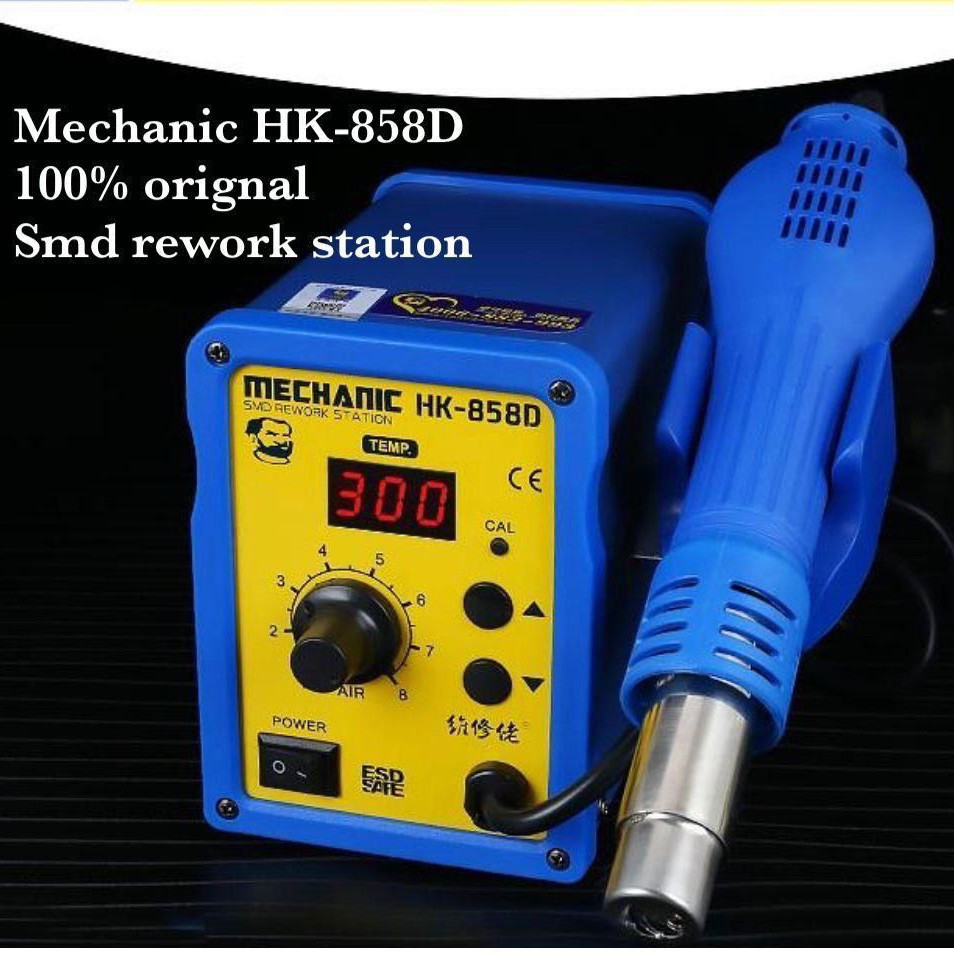 Mechanic HK-858D
100% orignal
Smd rework station
MECHANIC HK-858D
SMD REWORK STATION
TEMP.
300
CE
CAL
4 5
3 6
2 7
AIR 8
POWER
维修佬
ESD
SAFE